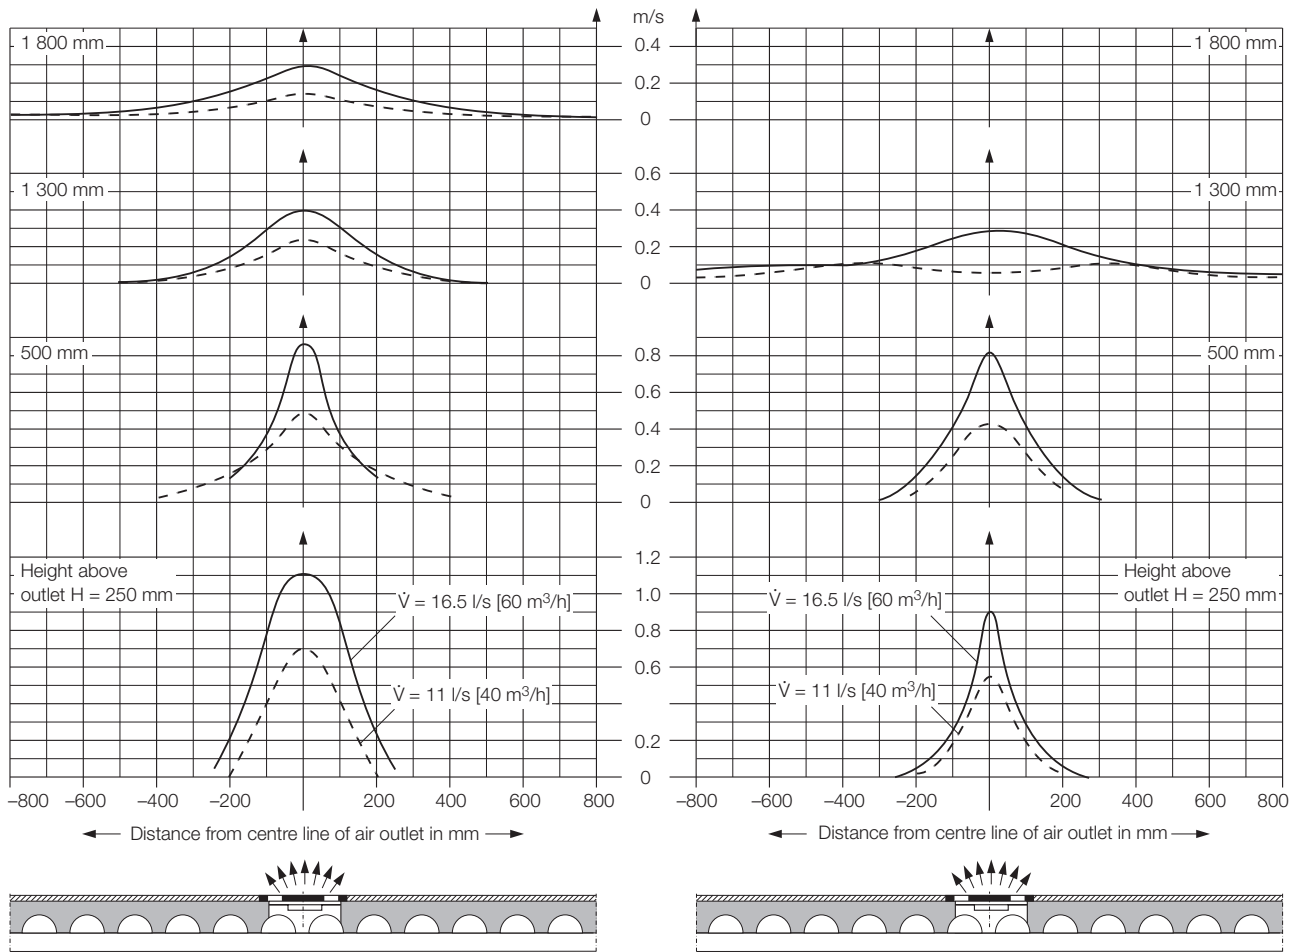 m/s
1 800 mm
0.4
0.2
0
1 800 mm
1 300 mm
0.6
0.4
0.2
0
1 300 mm
500 mm
0.8
0.6
0.4
0.2
0
500 mm
Height above
outlet H = 250 mm
V̇ = 16.5 l/s [60 m³/h]
V̇ = 11 l/s [40 m³/h]
1.2
1.0
0.8
0.6
0.2
0
V̇ = 16.5 l/s [60 m³/h]
V̇ = 11 l/s [40 m³/h]
Height above
outlet H = 250 mm
–800 –600 –400 –200 200 400 600 800
–800 –600 –400 –200 200 400 600 800
Distance from centre line of air outlet in mm
Distance from centre line of air outlet in mm